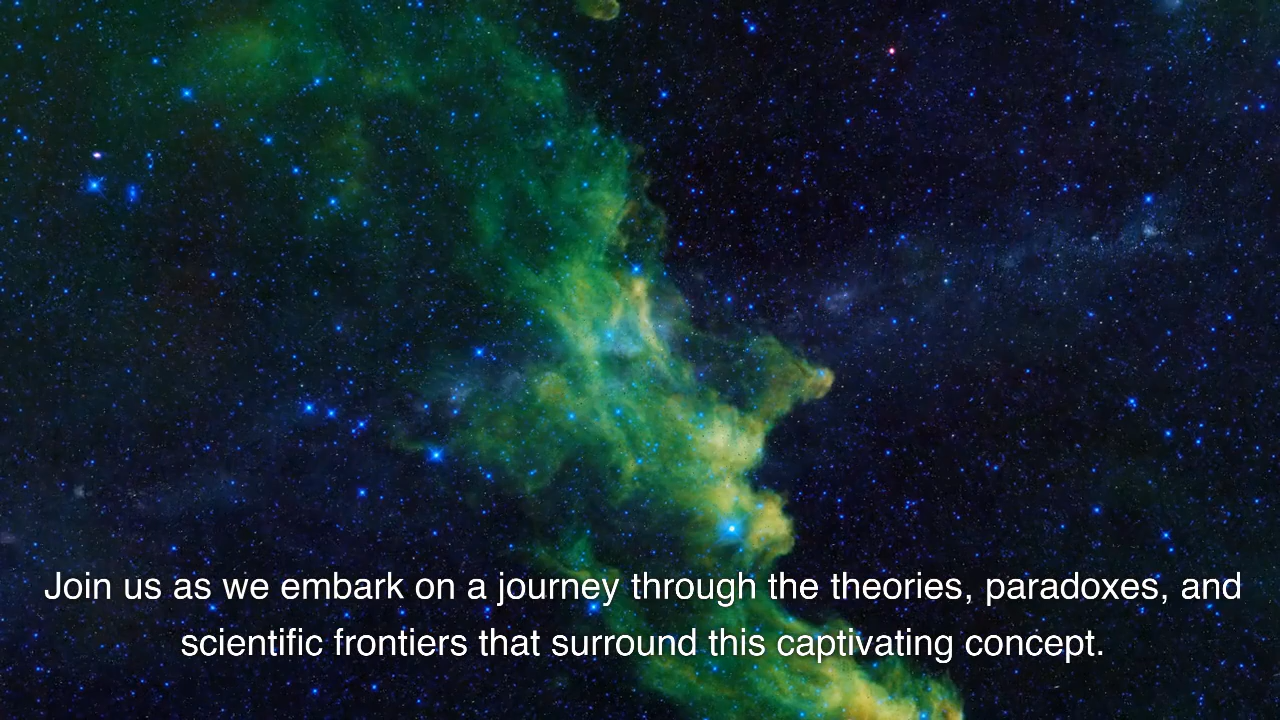 Join us as we embark on a journey through the theories, paradoxes, and
scientific frontiers that surround this captivating concept.